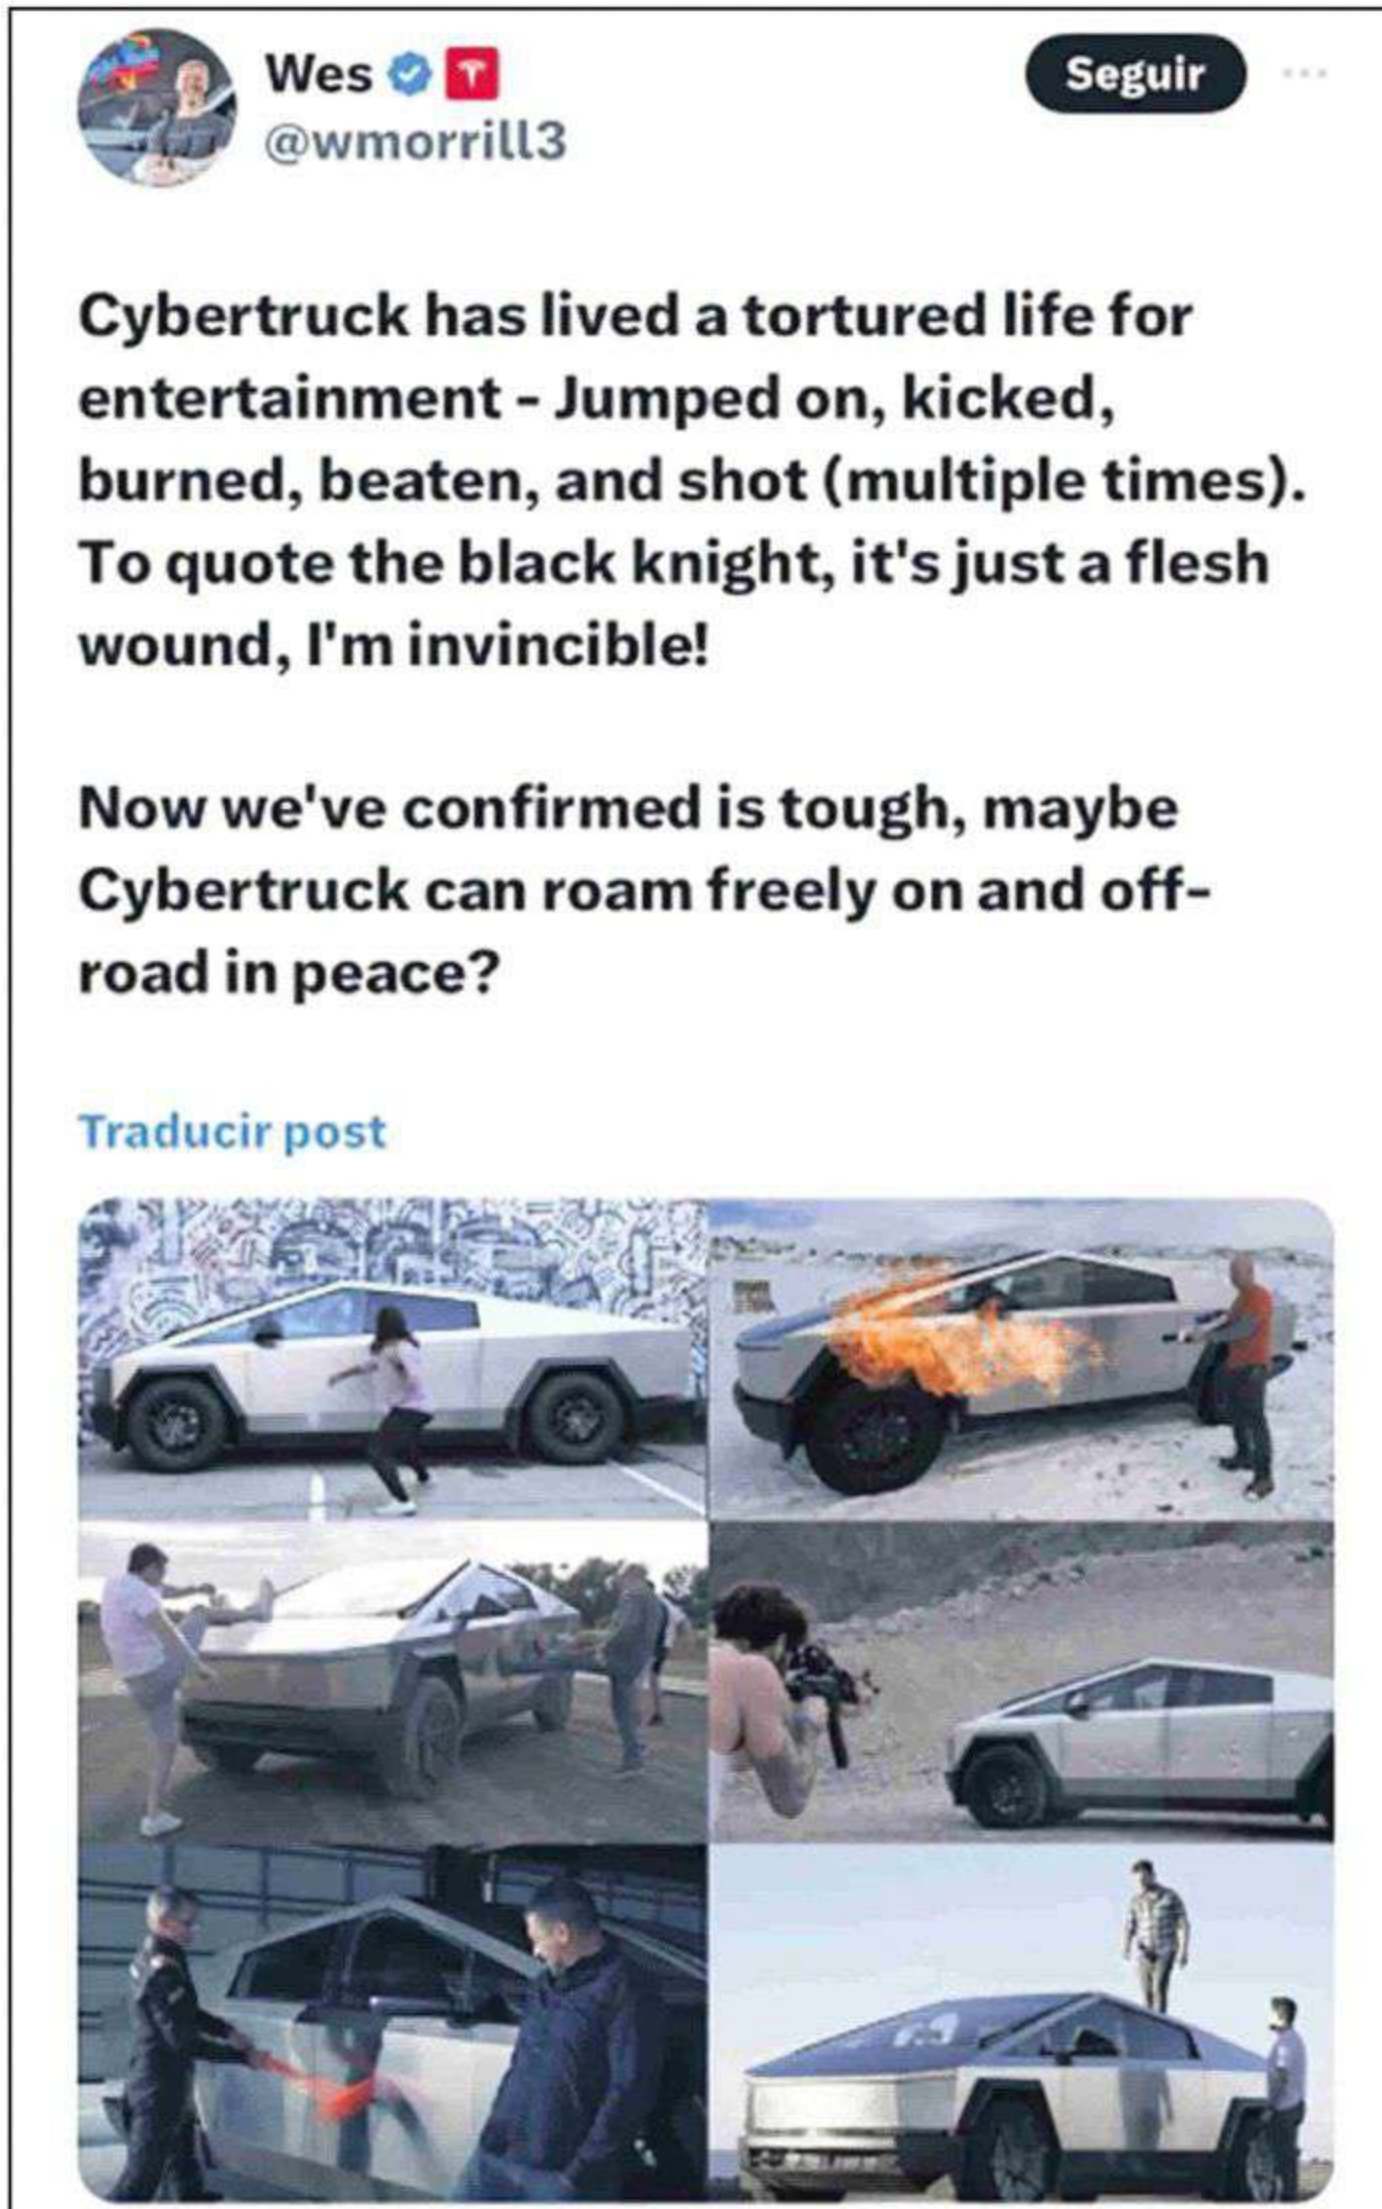 Wes
Seguir
@wmorrill3
Cybertruck has lived a tortured life for
entertainment - Jumped on, kicked,
burned, beaten, and shot (multiple times).
To quote the black knight, it's just a flesh
wound, I'm invincible!
Now we've confirmed is tough, maybe
Cybertruck can roam freely on and off-
road in peace?
Traducir post